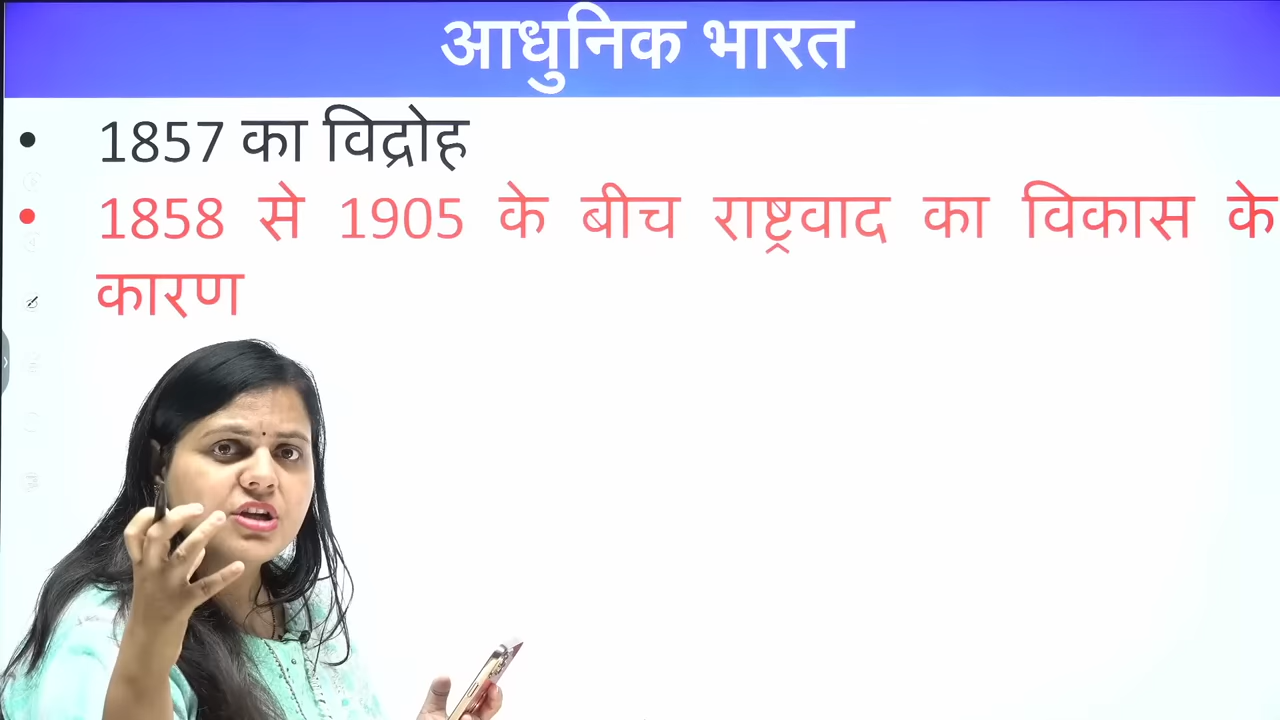 आधुनिक भारत
• 1857 का विद्रोह
• 1858 से 1905 के बीच राष्ट्रवाद का विकास के
कारण